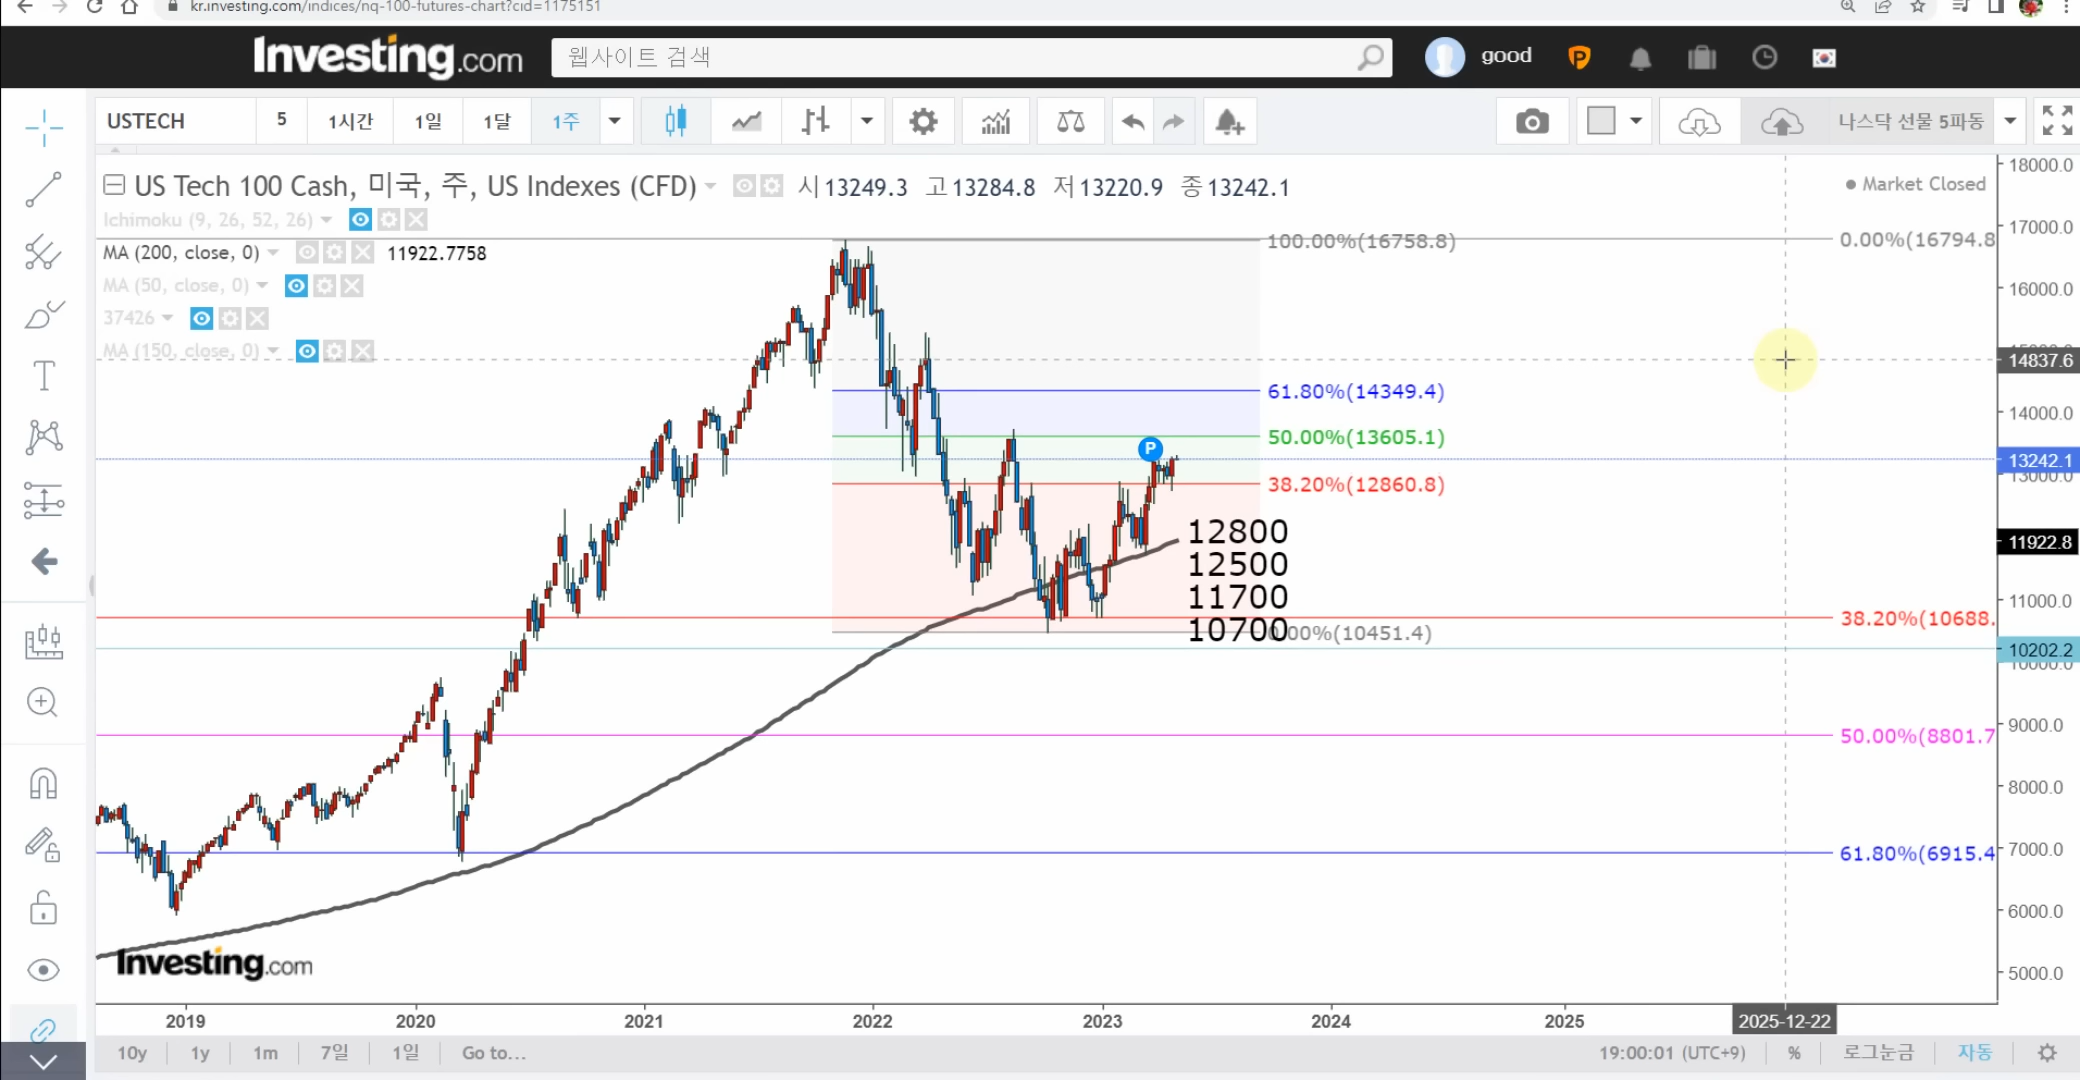 kr.investing.com/indices/nq-100-futures-chart?cid=1175151
Investing.com
웹사이트 검색
good
USTECH
5
1시간
1일
1달
1주
나스닥 선물 5파동
US Tech 100 Cash, 미국, 주, US Indexes (CFD)
시 13249.3 고 13284.8 저 13220.9 종 13242.1
Market Closed
Ichimoku (9, 26, 52, 26)
MA (200, close, 0)
11922.7758
MA (50, close, 0)
37426
MA (150, close, 0)
100.00%(16758.8)
0.00%(16794.8
61.80%(14349.4)
50.00%(13605.1)
P
38.20%(12860.8)
12800
12500
11700
10700
.00%(10451.4)
38.20%(10688.
50.00%(8801.7
61.80%(6915.4
18000.0
17000.0
16000.0
14837.6
14000.0
13242.1
13000.0
11922.8
11000.0
10202.2
10000.0
9000.0
8000.0
7000.0
6000.0
5000.0
Investing.com
2019
2020
2021
2022
2023
2024
2025
2025-12-22
10y
1y
1m
7일
1일
Go to...
19:00:01 (UTC+9)
%
로그눈금
자동